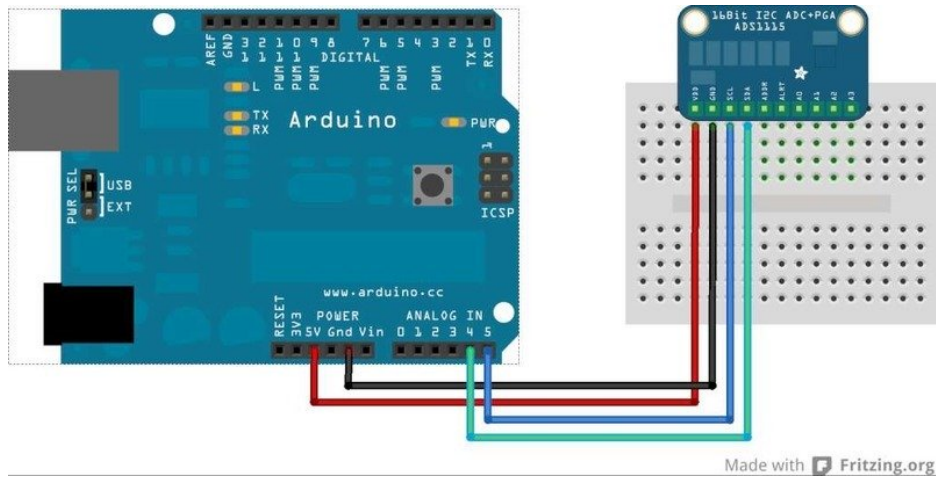 16Bit I2C ADC+PGA
ADS1115
VDD GND SCL SDA ADDR ALRT A0 A1 A2 A3
AREF GND 13 12 11 10 9 8 7 6 5 4 3 2 1 0
DIGITAL
PWM PWM PWM PWM PWM PWM TX RX
L
TX
RX
Arduino
PWR
1
ICSP
PWR SEL
USB
EXT
www.arduino.cc
POWER
ANALOG IN
RESET 3V3 5V Gnd Vin 0 1 2 3 4 5
Made with Fritzing.org